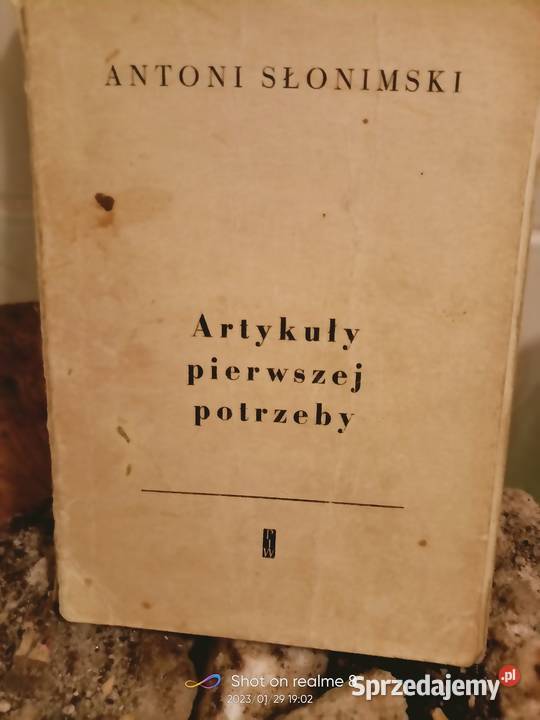 ANTONI SŁONIMSKI
Artykuły
pierwszej
potrzeby
PIW
Shot on realme 8
2023/01/29 19:02
Sprzedajemy.pl